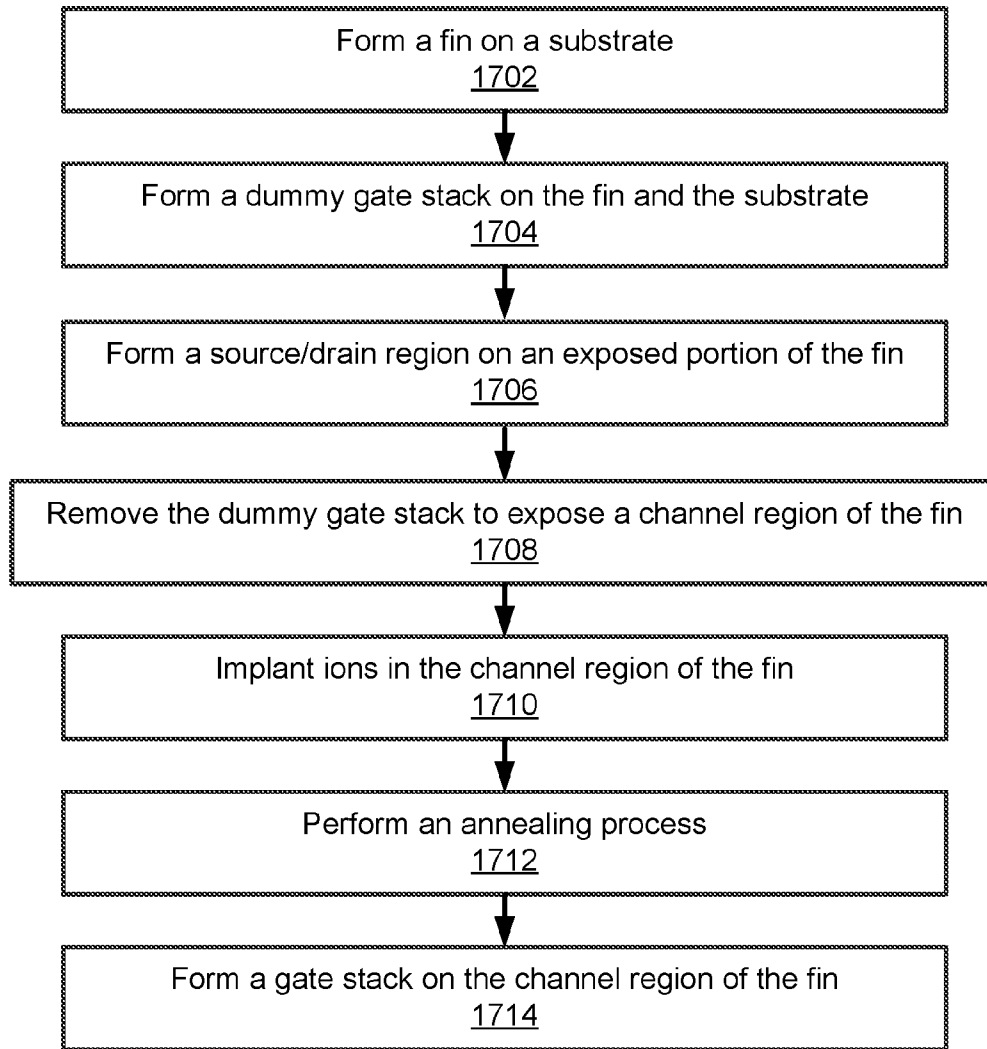 Form a fin on a substrate
1702
Form a dummy gate stack on the fin and the substrate
1704
Form a source/drain region on an exposed portion of the fin
1706
Remove the dummy gate stack to expose a channel region of the fin
1708
Implant ions in the channel region of the fin
1710
Perform an annealing process
1712
Form a gate stack on the channel region of the fin
1714